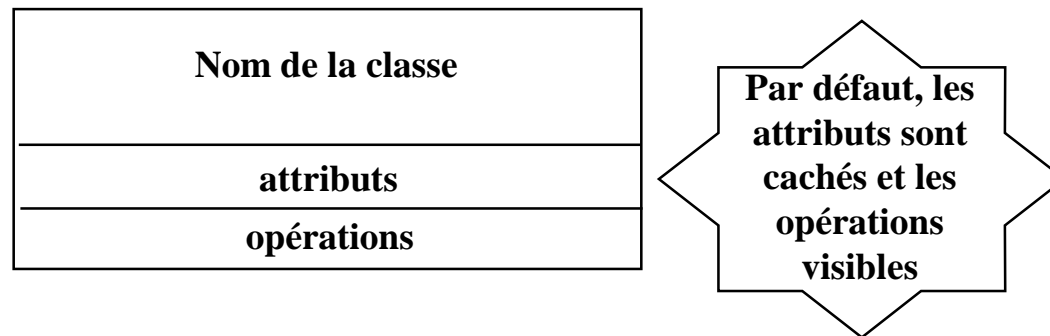 Nom de la classe
attributs
opérations
Par défaut, les
attributs sont
cachés et les
opérations
visibles